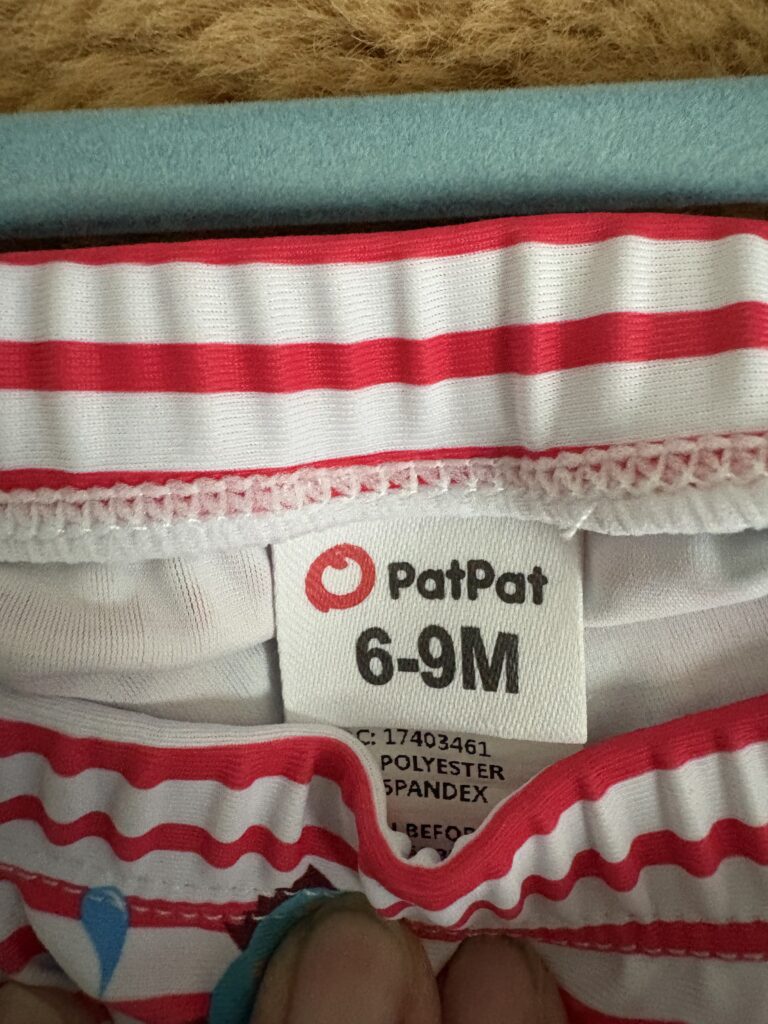 PatPat
6-9M
C: 17403461
POLYESTER
SPANDEX